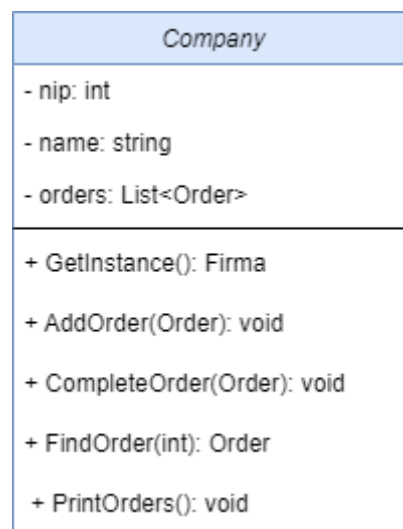 Company
- nip: int
- name: string
- orders: List<Order>
+ GetInstance(): Firma
+ AddOrder(Order): void
+ CompleteOrder(Order): void
+ FindOrder(int): Order
+ PrintOrders(): void